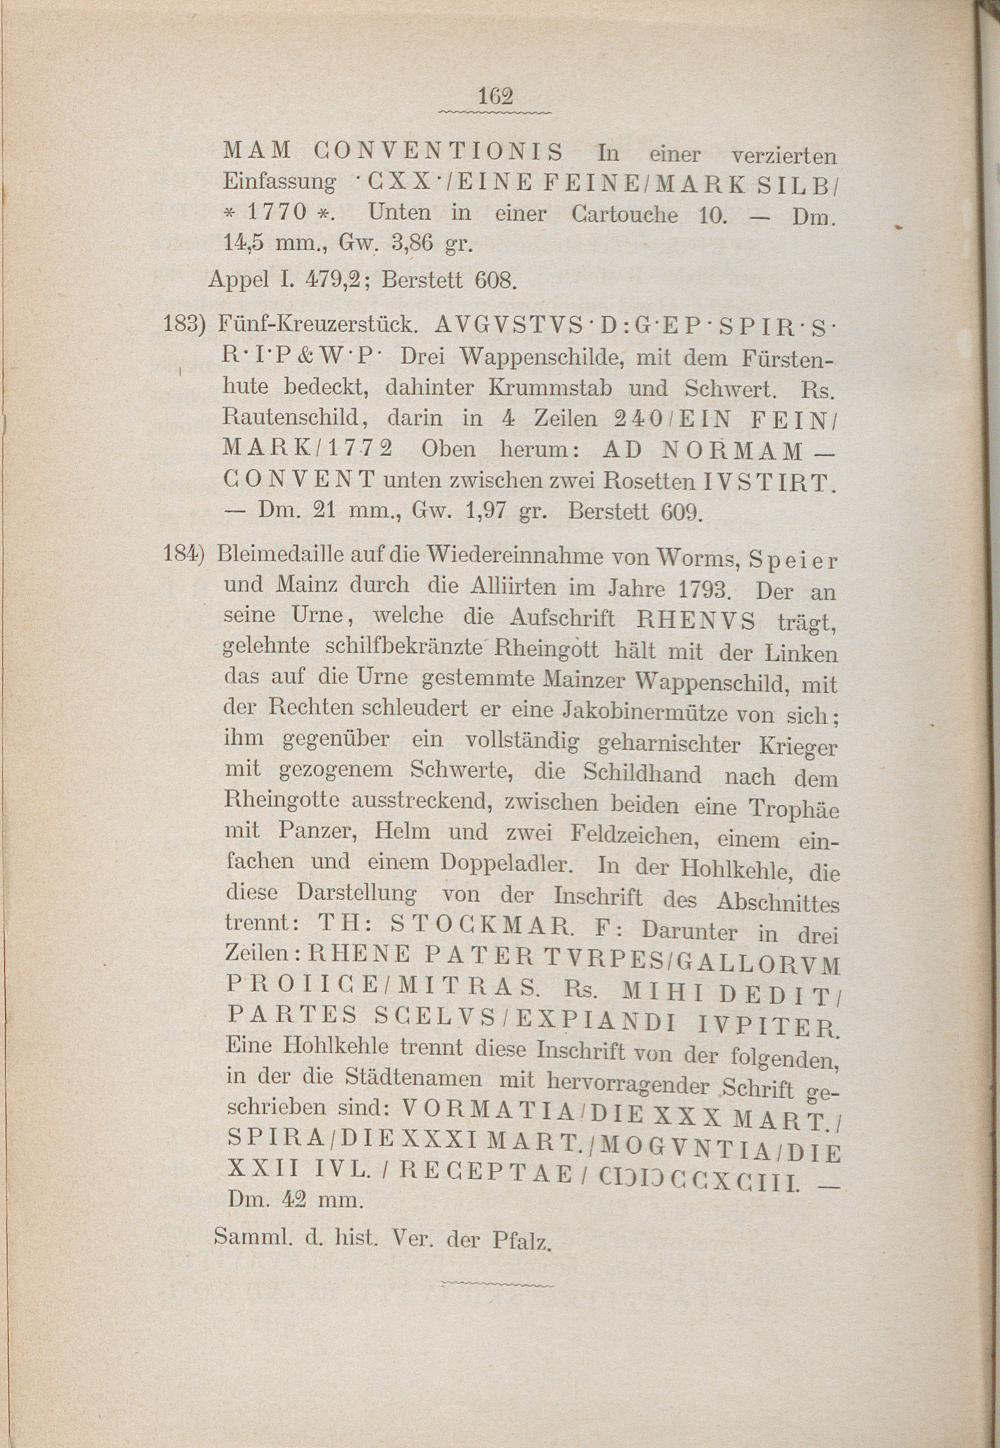 162
MAM CONVENTIONIS In einer verzierten
Einfassung · CXX·/EINE FEINE/MARK SILB/
* 1770 *. Unten in einer Cartouche 10. — Dm.
14,5 mm., Gw. 3,86 gr.
Appel I. 479,2; Berstett 608.
183) Fünf-Kreuzerstück. AVGVSTVS·D:G·EP·SPIR·S·
R·I·P&W·P· Drei Wappenschilde, mit dem Fürsten-
hute bedeckt, dahinter Krummstab und Schwert. Rs.
Rautenschild, darin in 4 Zeilen 240/EIN FEIN/
MARK/1772 Oben herum: AD NORMAM —
CONVENT unten zwischen zwei Rosetten IVSTIRT.
— Dm. 21 mm., Gw. 1,97 gr. Berstett 609.
184) Bleimedaille auf die Wiedereinnahme von Worms, Speier
und Mainz durch die Alliirten im Jahre 1793. Der an
seine Urne, welche die Aufschrift RHENVS trägt,
gelehnte schilfbekränzte Rheingott hält mit der Linken
das auf die Urne gestemmte Mainzer Wappenschild, mit
der Rechten schleudert er eine Jakobinermütze von sich;
ihm gegenüber ein vollständig geharnischter Krieger
mit gezogenem Schwerte, die Schildhand nach dem
Rheingotte ausstreckend, zwischen beiden eine Trophäe
mit Panzer, Helm und zwei Feldzeichen, einem ein-
fachen und einem Doppeladler. In der Hohlkehle, die
diese Darstellung von der Inschrift des Abschnittes
trennt: TH: STOCKMAR. F: Darunter in drei
Zeilen: RHENE PATER TVRPES/GALLORVM
PROIICE/MITRAS. Rs. MIHI DEDIT/
PARTES SCELVS/EXPIANDI IVPITER.
Eine Hohlkehle trennt diese Inschrift von der folgenden,
in der die Städtenamen mit hervorragender Schrift ge-
schrieben sind: VORMATIA/DIE XXX MART./
SPIRA/DIE XXXI MART./MOGVNTIA/DIE
XXII IVL. / RECEPTAE / CIƆIƆCCXCIII. —
Dm. 42 mm.
Samml. d. hist. Ver. der Pfalz.